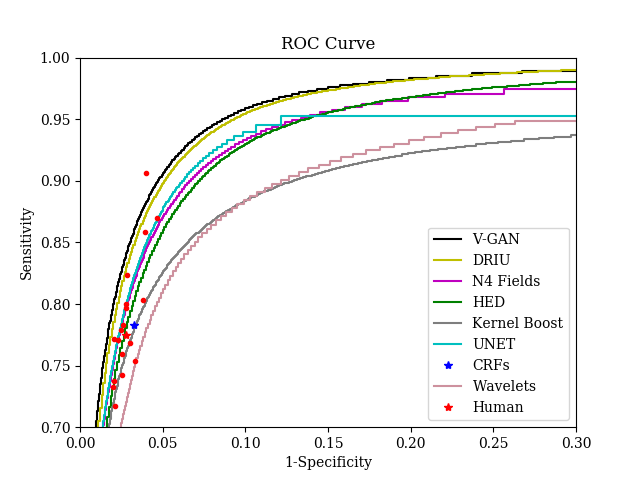 ROC Curve
1.00
0.95
0.90
0.85
0.80
0.75
0.70
Sensitivity
V-GAN
DRIU
N4 Fields
HED
Kernel Boost
UNET
CRFs
Wavelets
Human
0.00 0.05 0.10 0.15 0.20 0.25 0.30
1-Specificity